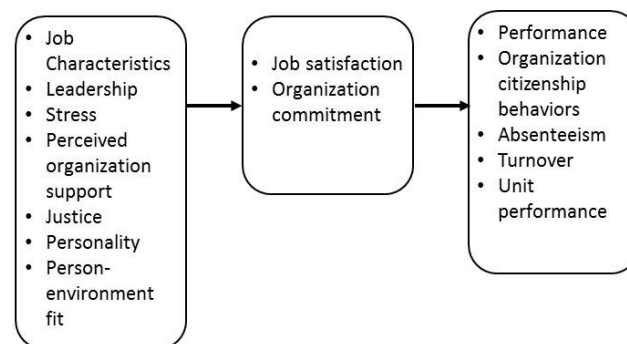 • Job
Characteristics
• Leadership
• Stress
• Perceived
organization
support
• Justice
• Personality
• Person-
environment
fit
• Job satisfaction
• Organization
commitment
• Performance
• Organization
citizenship
behaviors
• Absenteeism
• Turnover
• Unit
performance